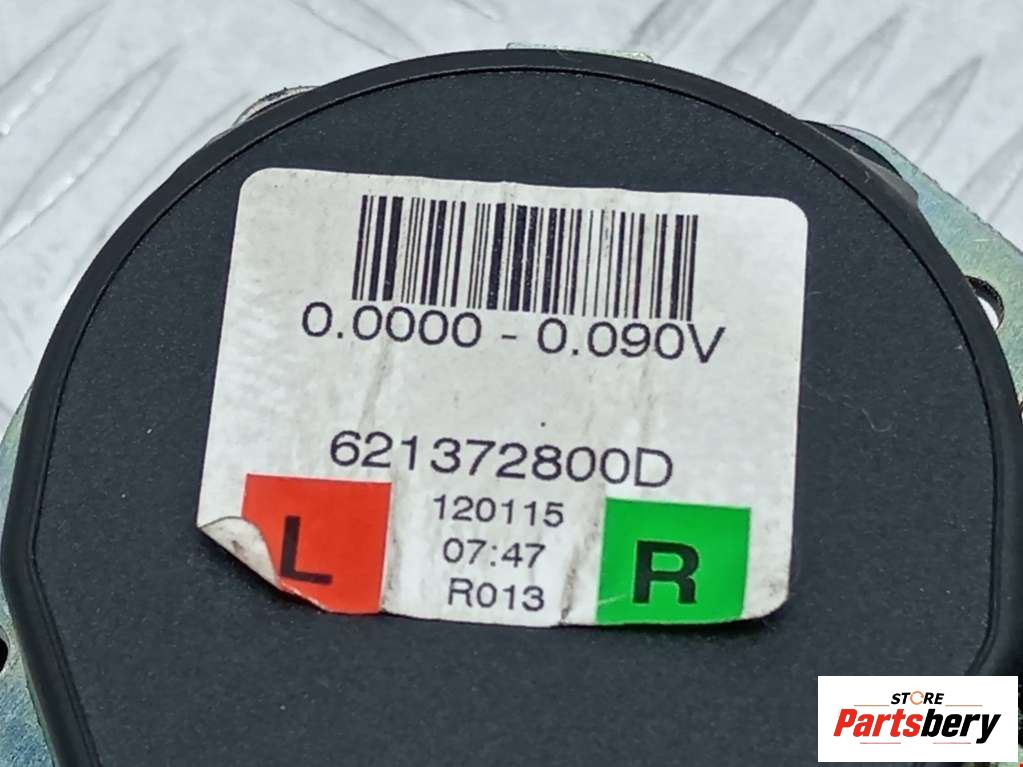 0.0000 - 0.090V
621372800D
L
120115
07:47
R013
R
STORE
Partsbery